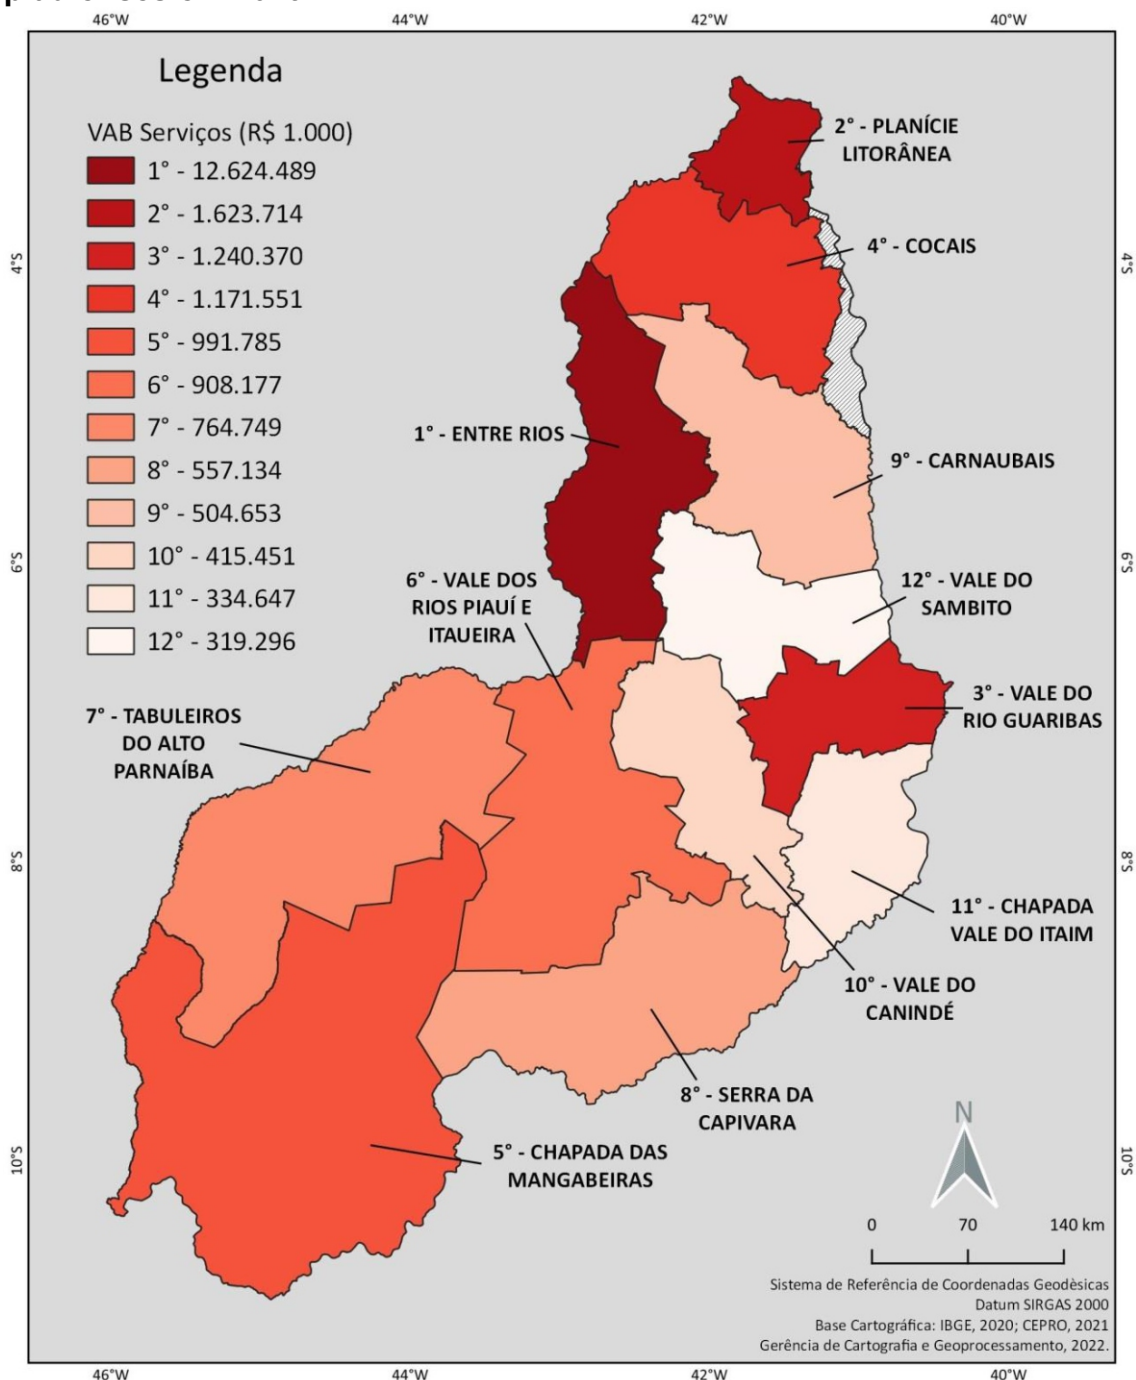 46°W
44°W
42°W
40°W
Legenda
VAB Serviços (R$ 1.000)
1° - 12.624.489
2° - 1.623.714
3° - 1.240.370
4° - 1.171.551
5° - 991.785
6° - 908.177
7° - 764.749
8° - 557.134
9° - 504.653
10° - 415.451
11° - 334.647
12° - 319.296
2° - PLANÍCIE
LITORÂNEA
4° - COCAIS
4°S
4°S
1° - ENTRE RIOS
9° - CARNAUBAIS
6°S
6°S
6° - VALE DOS
RIOS PIAUÍ E
ITAUEIRA
12° - VALE DO
SAMBITO
3° - VALE DO
RIO GUARIBAS
7° - TABULEIROS
DO ALTO
PARNAÍBA
8°S
8°S
11° - CHAPADA
VALE DO ITAIM
10° - VALE DO
CANINDÉ
8° - SERRA DA
CAPIVARA
5° - CHAPADA DAS
MANGABEIRAS
10°S
10°S
N
0 70 140 km
Sistema de Referência de Coordenadas Geodèsicas
Datum SIRGAS 2000
Base Cartográfica: IBGE, 2020; CEPRO, 2021
Gerência de Cartografia e Geoprocessamento, 2022.
46°W
44°W
42°W
40°W